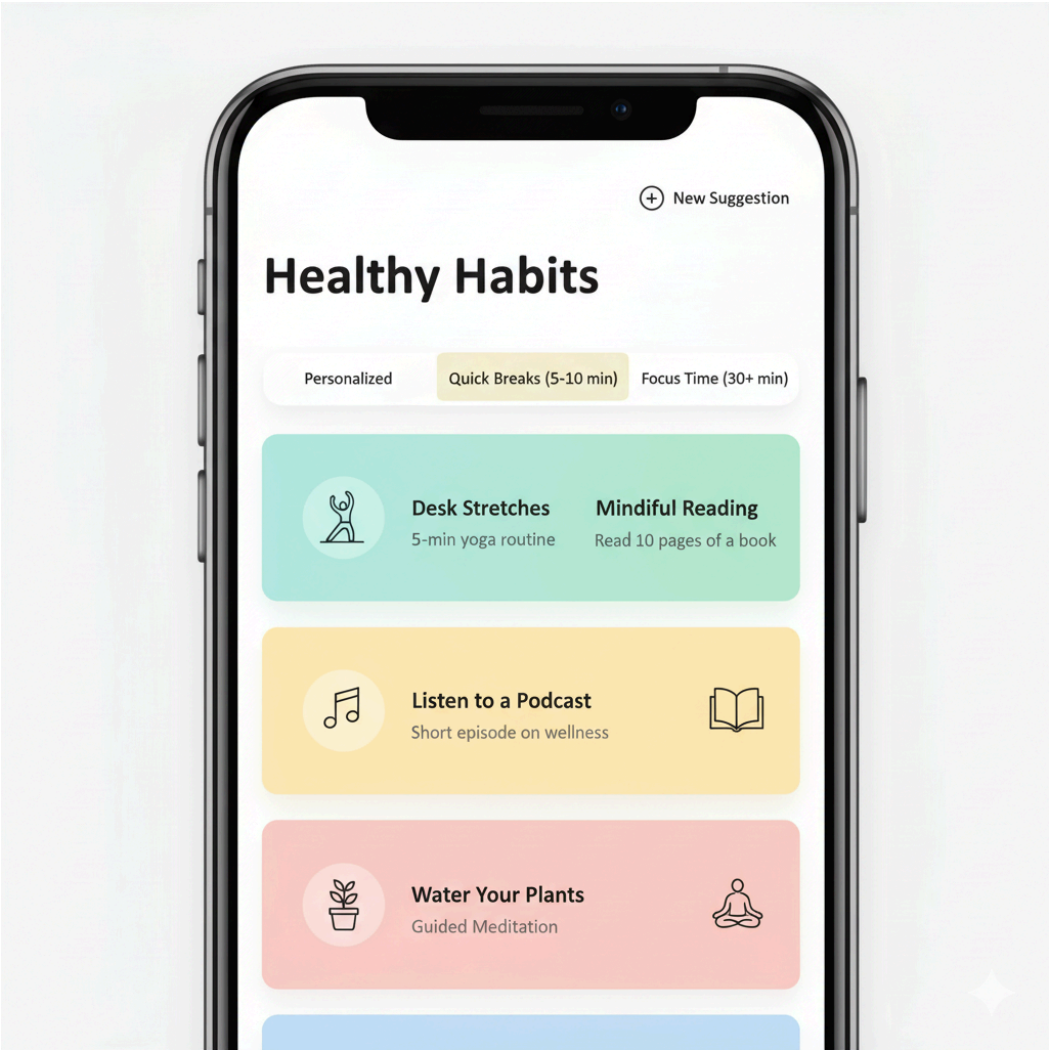 New Suggestion
Healthy Habits
Personalized
Quick Breaks (5-10 min)
Focus Time (30+ min)
Desk Stretches
5-min yoga routine
Mindiful Reading
Read 10 pages of a book
Listen to a Podcast
Short episode on wellness
Water Your Plants
Guided Meditation